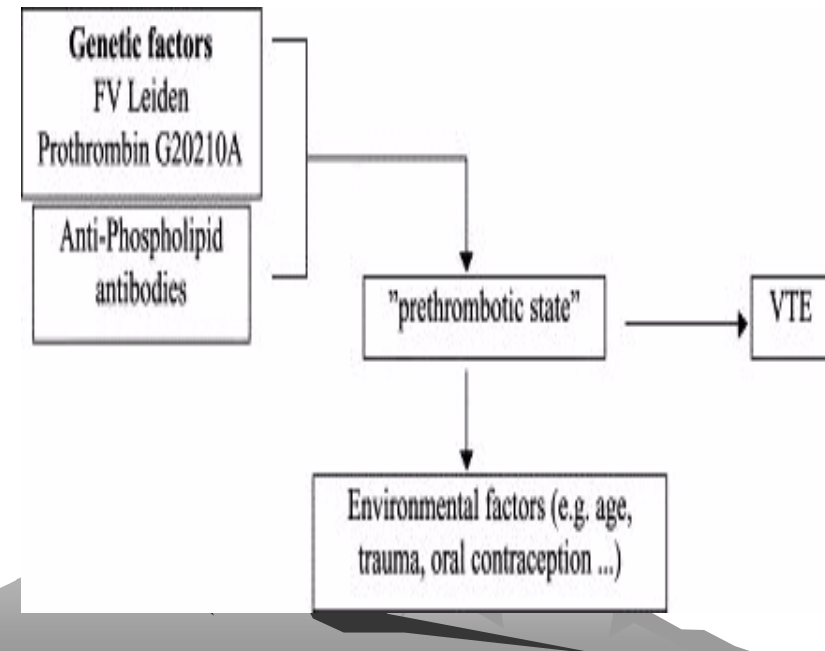 Genetic factors
FV Leiden
Prothrombin G20210A
Anti-Phospholipid
antibodies
”prethrombotic state”
VTE
Environmental factors (e.g. age,
trauma, oral contraception ...)